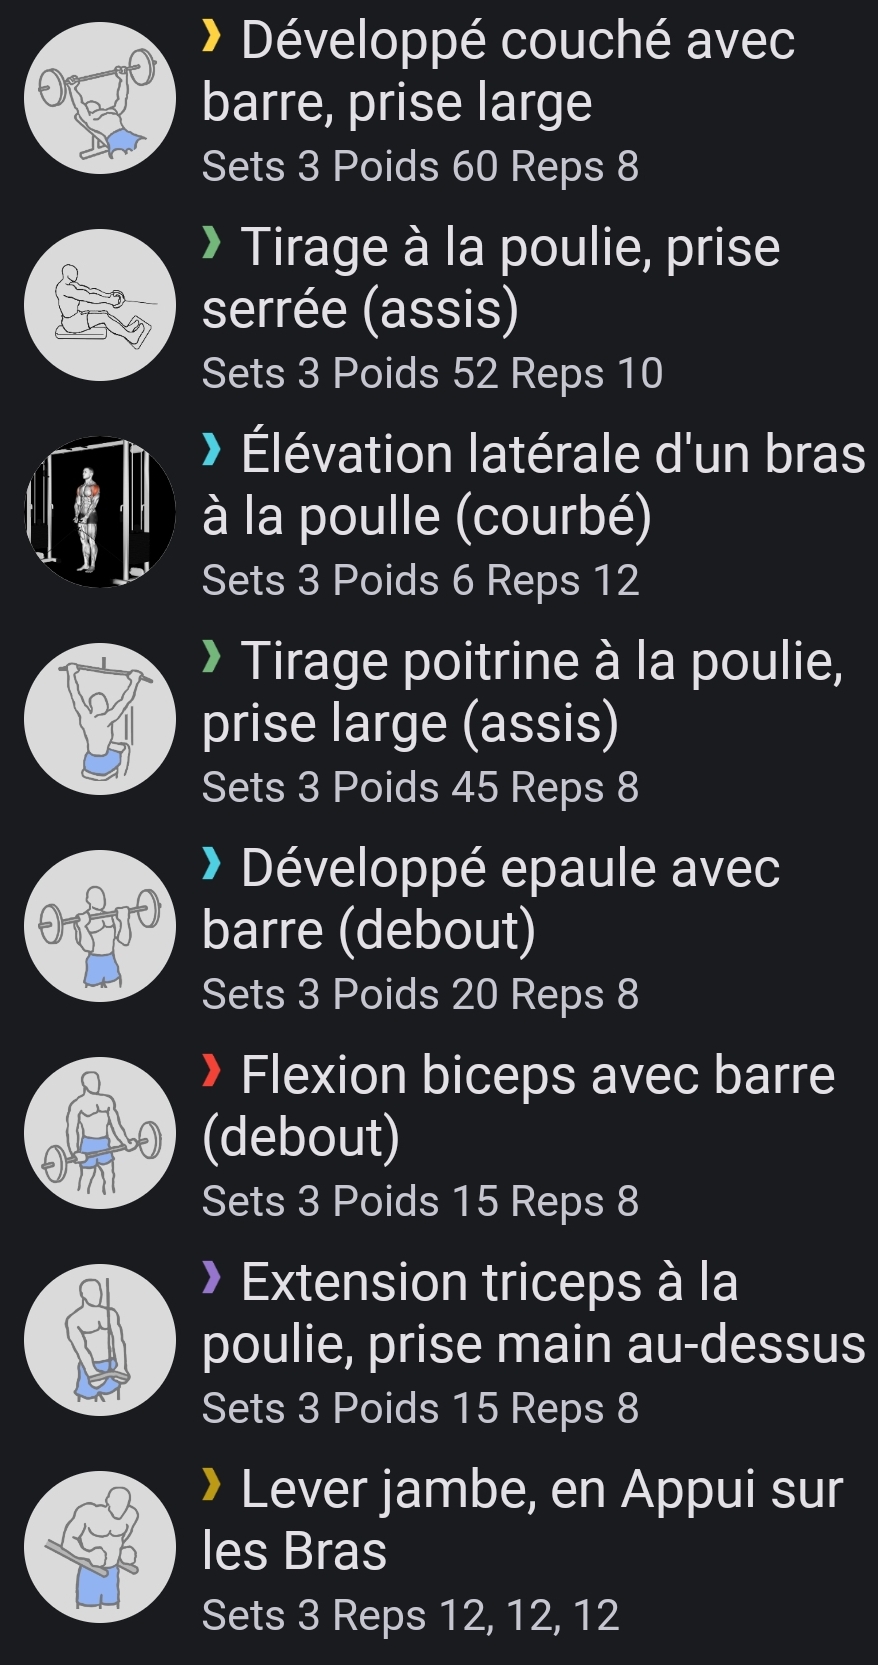 Développé couché avec
barre, prise large
Sets 3 Poids 60 Reps 8
Tirage à la poulie, prise
serrée (assis)
Sets 3 Poids 52 Reps 10
Élévation latérale d'un bras
à la poulle (courbé)
Sets 3 Poids 6 Reps 12
Tirage poitrine à la poulie,
prise large (assis)
Sets 3 Poids 45 Reps 8
Développé epaule avec
barre (debout)
Sets 3 Poids 20 Reps 8
Flexion biceps avec barre
(debout)
Sets 3 Poids 15 Reps 8
Extension triceps à la
poulie, prise main au-dessus
Sets 3 Poids 15 Reps 8
Lever jambe, en Appui sur
les Bras
Sets 3 Reps 12, 12, 12